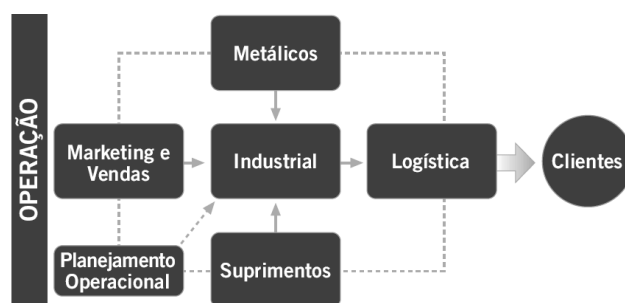 OPERAÇÃO
Metálicos
Marketing e
Vendas
Industrial
Logística
Clientes
Planejamento
Operacional
Suprimentos